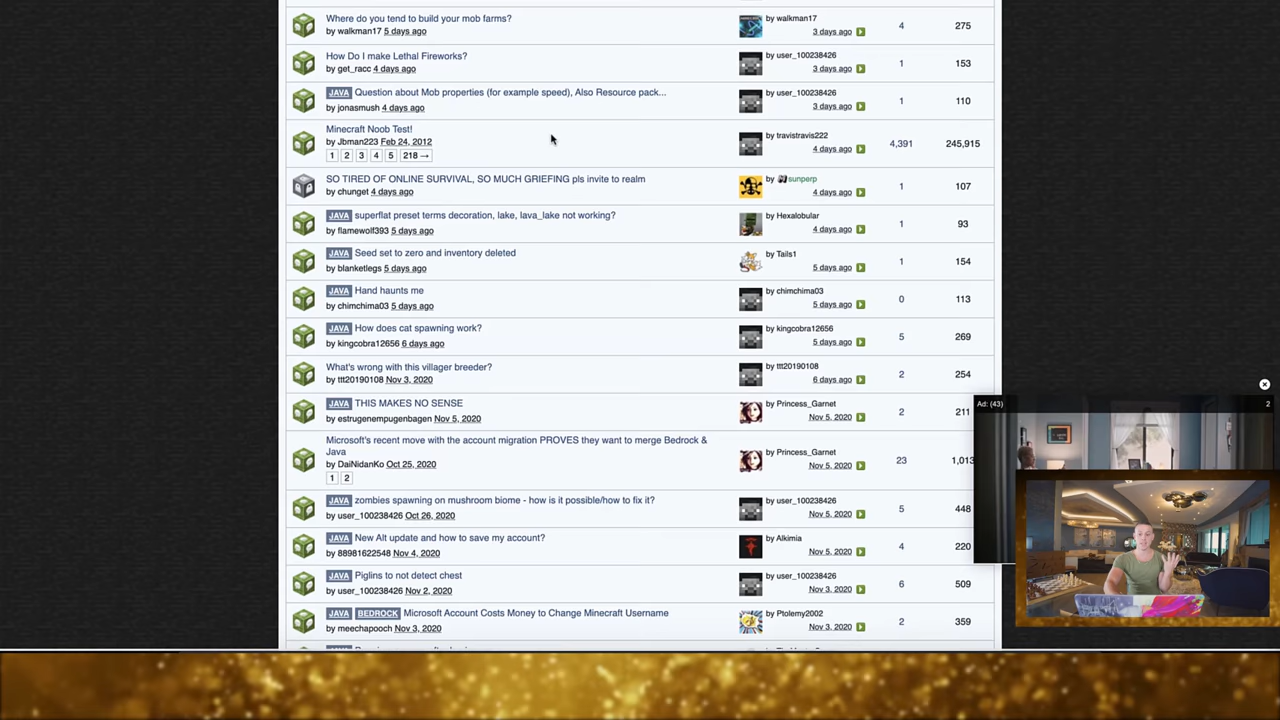 Where do you tend to build your mob farms?
by walkman17 5 days ago
by walkman17
3 days ago
4
275
How Do I make Lethal Fireworks?
by get_racc 4 days ago
by user_100238426
3 days ago
1
153
JAVA Question about Mob properties (for example speed), Also Resource pack...
by jonasmush 4 days ago
by user_100238426
3 days ago
1
110
Minecraft Noob Test!
by Jbman223 Feb 24, 2012
1 2 3 4 5 218 →
by travistravis222
4 days ago
4,391
245,915
SO TIRED OF ONLINE SURVIVAL, SO MUCH GRIEFING pls invite to realm
by chunget 4 days ago
by sunperp
4 days ago
1
107
JAVA superflat preset terms decoration, lake, lava_lake not working?
by flamewolf393 5 days ago
by Hexalobular
4 days ago
1
93
JAVA Seed set to zero and inventory deleted
by blanketlegs 5 days ago
by Tails1
5 days ago
1
154
JAVA Hand haunts me
by chimchima03 5 days ago
by chimchima03
5 days ago
0
113
JAVA How does cat spawning work?
by kingcobra12656 6 days ago
by kingcobra12656
5 days ago
5
269
What's wrong with this villager breeder?
by ttt20190108 Nov 3, 2020
by ttt20190108
6 days ago
2
254
JAVA THIS MAKES NO SENSE
by estrugenempugenbagen Nov 5, 2020
by Princess_Garnet
Nov 5, 2020
2
211
Ad: (43)
2
Microsoft's recent move with the account migration PROVES they want to merge Bedrock &
Java
by DaiNidanKo Oct 25, 2020
1 2
by Princess_Garnet
Nov 5, 2020
23
1,013
JAVA zombies spawning on mushroom biome - how is it possible/how to fix it?
by user_100238426 Oct 26, 2020
by user_100238426
Nov 5, 2020
5
448
JAVA New Alt update and how to save my account?
by 88981622548 Nov 4, 2020
by Alkimia
Nov 5, 2020
4
220
JAVA Piglins to not detect chest
by user_100238426 Nov 2, 2020
by user_100238426
Nov 3, 2020
6
509
JAVA BEDROCK Microsoft Account Costs Money to Change Minecraft Username
by meechapooch Nov 3, 2020
by Ptolemy2002
Nov 3, 2020
2
359